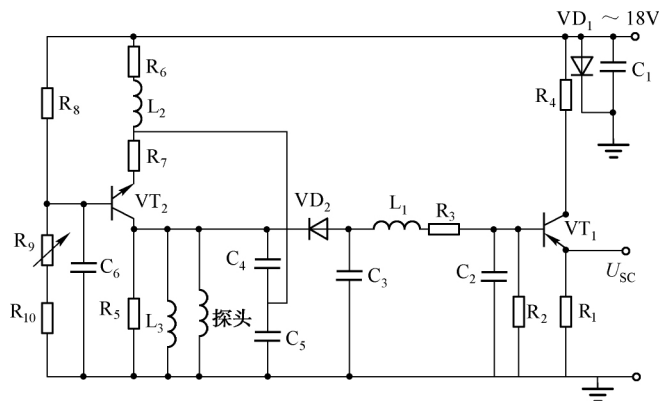 VD₁ ～ 18V
R₆
C₁
R₈
L₂
R₄
R₇
VT₂
VD₂
L₁
R₃
VT₁
R₉
C₆
C₄
C₃
C₂
U_SC
R₁₀
R₅
L₃
探头
C₅
R₂
R₁